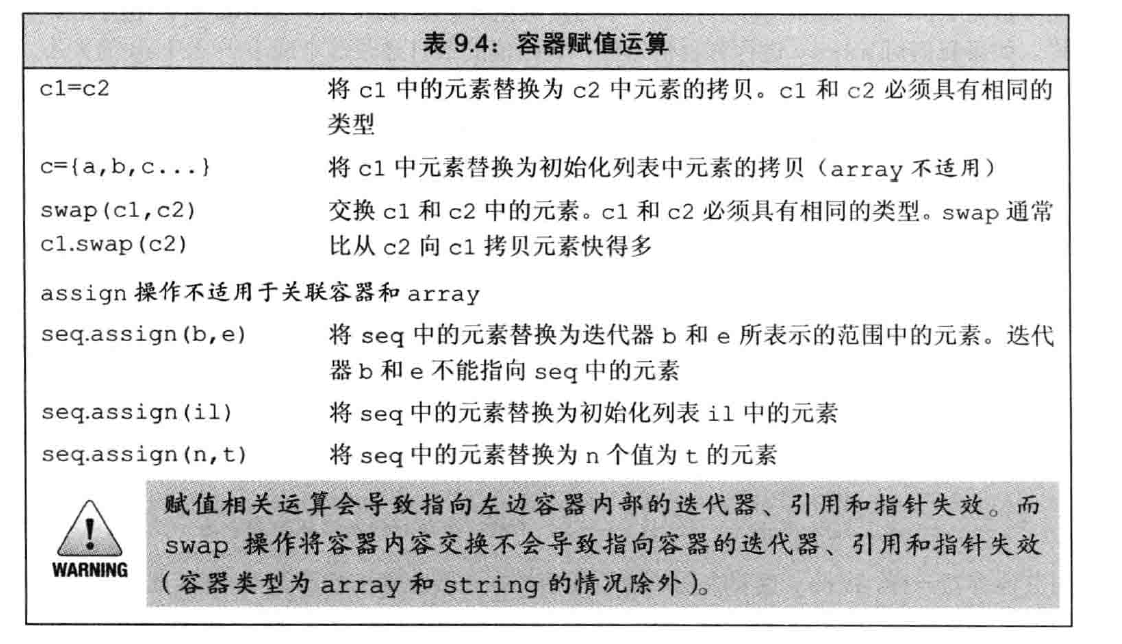 表 9.4：容器赋值运算
c1=c2 将 c1 中的元素替换为 c2 中元素的拷贝。c1 和 c2 必须具有相同的
类型
c={a,b,c...} 将 c1 中元素替换为初始化列表中元素的拷贝（array 不适用）
swap(c1,c2) 交换 c1 和 c2 中的元素。c1 和 c2 必须具有相同的类型。swap 通常
c1.swap(c2) 比从 c2 向 c1 拷贝元素快得多
assign 操作不适用于关联容器和 array
seq.assign(b,e) 将 seq 中的元素替换为迭代器 b 和 e 所表示的范围中的元素。迭代
器 b 和 e 不能指向 seq 中的元素
seq.assign(il) 将 seq 中的元素替换为初始化列表 il 中的元素
seq.assign(n,t) 将 seq 中的元素替换为 n 个值为 t 的元素
赋值相关运算会导致指向左边容器内部的迭代器、引用和指针失效。而
swap 操作将容器内容交换不会导致指向容器的迭代器、引用和指针失效
（容器类型为 array 和 string 的情况除外）。
WARNING